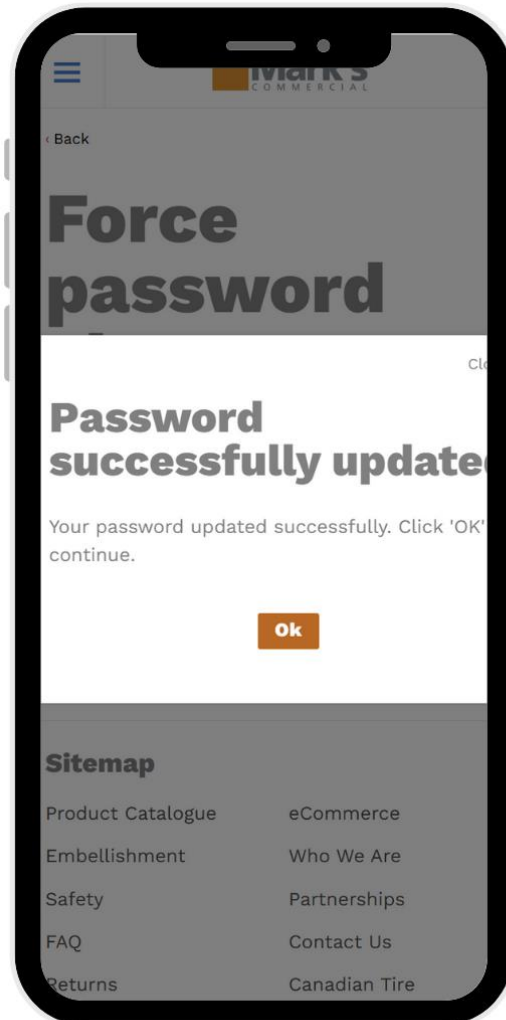 Mark's
COMMERCIAL
‹ Back
Force
password
Clo
Password
successfully update
Your password updated successfully. Click 'OK'
continue.
Ok
Sitemap
Product Catalogue eCommerce
Embellishment Who We Are
Safety Partnerships
FAQ Contact Us
Returns Canadian Tire